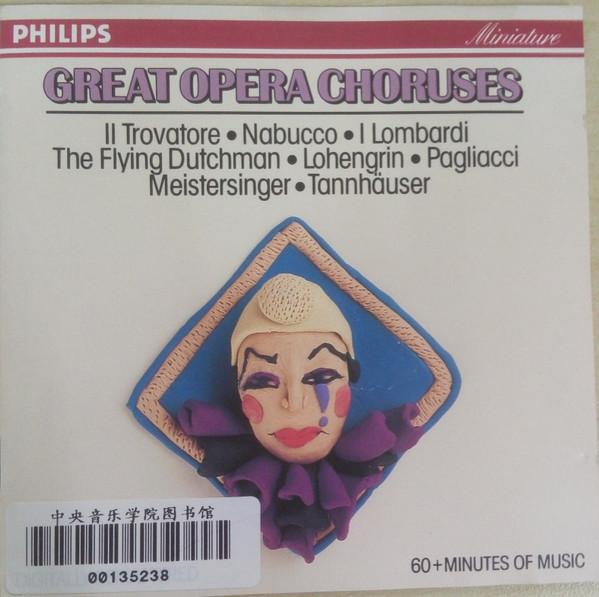 PHILIPS
Miniature
GREAT OPERA CHORUSES
Il Trovatore • Nabucco • I Lombardi
The Flying Dutchman • Lohengrin • Pagliacci
Meistersinger • Tannhäuser
中央音乐学院图书馆
00135238
60+MINUTES OF MUSIC